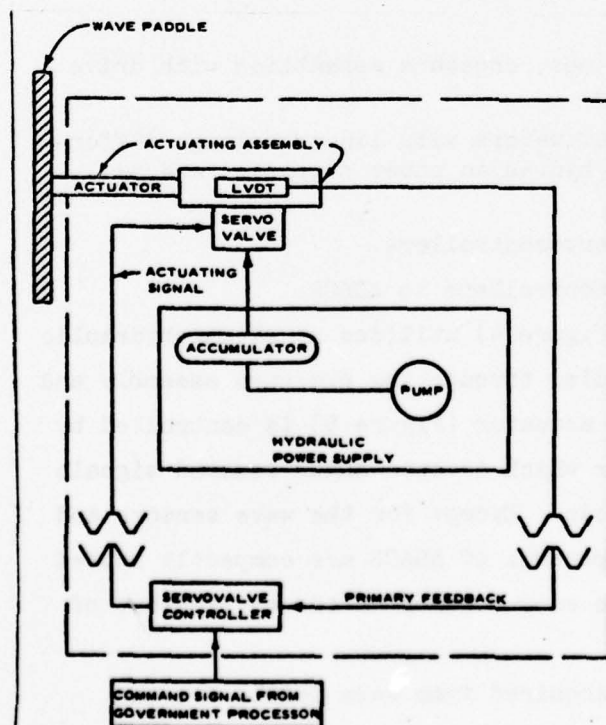 WAVE PADDLE
ACTUATING ASSEMBLY
ACTUATOR
LVDT
SERVO
VALVE
ACTUATING
SIGNAL
ACCUMULATOR
PUMP
HYDRAULIC
POWER SUPPLY
SERVOVALVE
CONTROLLER
PRIMARY FEEDBACK
COMMAND SIGNAL FROM
GOVERNMENT PROCESSOR